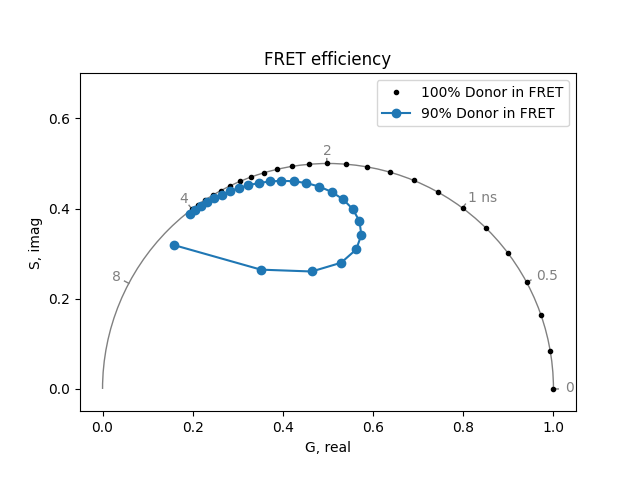 FRET efficiency
100% Donor in FRET
90% Donor in FRET
0.6
0.4
0.2
0.0
S, imag
8
4
2
1 ns
0.5
0
0.0 0.2 0.4 0.6 0.8 1.0
G, real